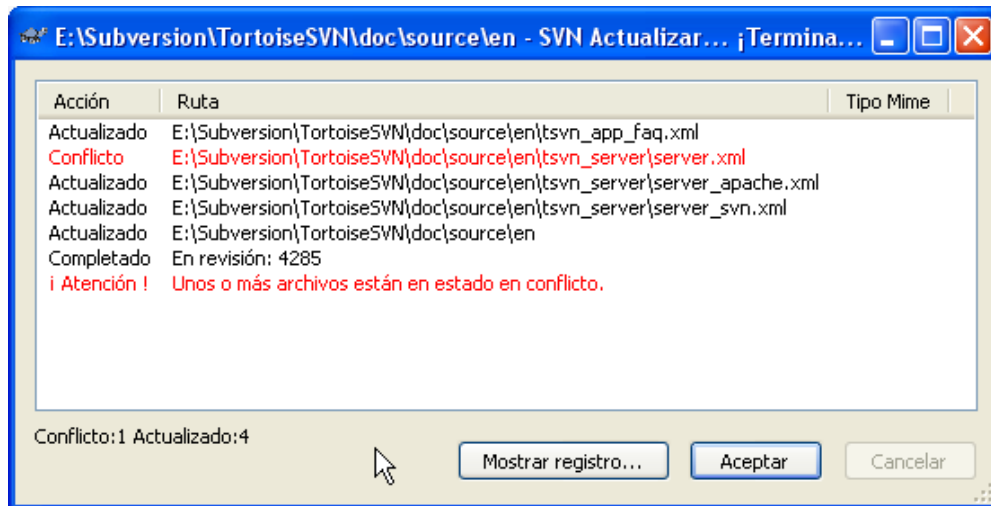 E:\Subversion\TortoiseSVN\doc\source\en - SVN Actualizar... ¡Termina...
Acción Ruta Tipo Mime
Actualizado E:\Subversion\TortoiseSVN\doc\source\en\tsvn_app_faq.xml
Conflicto E:\Subversion\TortoiseSVN\doc\source\en\tsvn_server\server.xml
Actualizado E:\Subversion\TortoiseSVN\doc\source\en\tsvn_server\server_apache.xml
Actualizado E:\Subversion\TortoiseSVN\doc\source\en\tsvn_server\server_svn.xml
Actualizado E:\Subversion\TortoiseSVN\doc\source\en
Completado En revisión: 4285
¡ Atención ! Unos o más archivos están en estado en conflicto.
Conflicto:1 Actualizado:4
Mostrar registro... Aceptar Cancelar